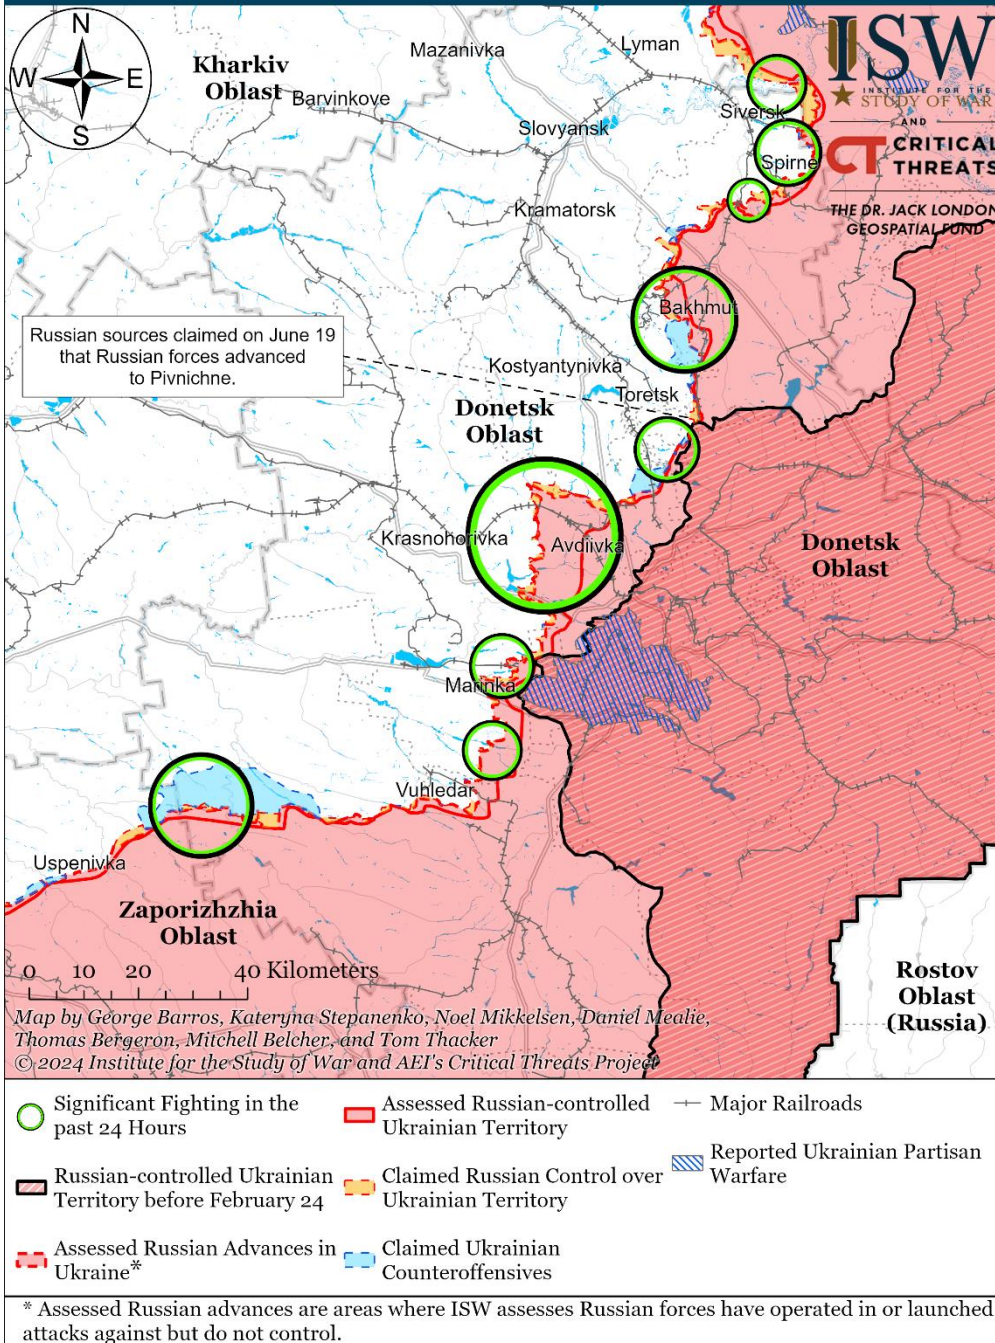 N
W E
S
Kharkiv
Oblast
Mazanivka
Lyman
Barvinkove
Slovyansk
Siversk
ISW
INSTITUTE FOR THE
STUDY OF WAR
AND
CT CRITICAL
THREATS
THE DR. JACK LONDON
GEOSPATIAL FUND
Spirne
Kramatorsk
Bakhmut
Russian sources claimed on June 19
that Russian forces advanced
to Pivnichne.
Kostyantynivka
Toretsk
Donetsk
Oblast
Krasnohorivka
Avdiivka
Donetsk
Oblast
Marinka
Vuhledar
Uspenivka
Zaporizhzhia
Oblast
Rostov
Oblast
(Russia)
0 10 20 40 Kilometers
Map by George Barros, Kateryna Stepanenko, Noel Mikkelsen, Daniel Mealie,
Thomas Bergeron, Mitchell Belcher, and Tom Thacker
© 2024 Institute for the Study of War and AEI's Critical Threats Project
Significant Fighting in the
past 24 Hours
Russian-controlled Ukrainian
Territory before February 24
Assessed Russian Advances in
Ukraine*
Assessed Russian-controlled
Ukrainian Territory
Claimed Russian Control over
Ukrainian Territory
Claimed Ukrainian
Counteroffensives
Major Railroads
Reported Ukrainian Partisan
Warfare
* Assessed Russian advances are areas where ISW assesses Russian forces have operated in or launched
attacks against but do not control.